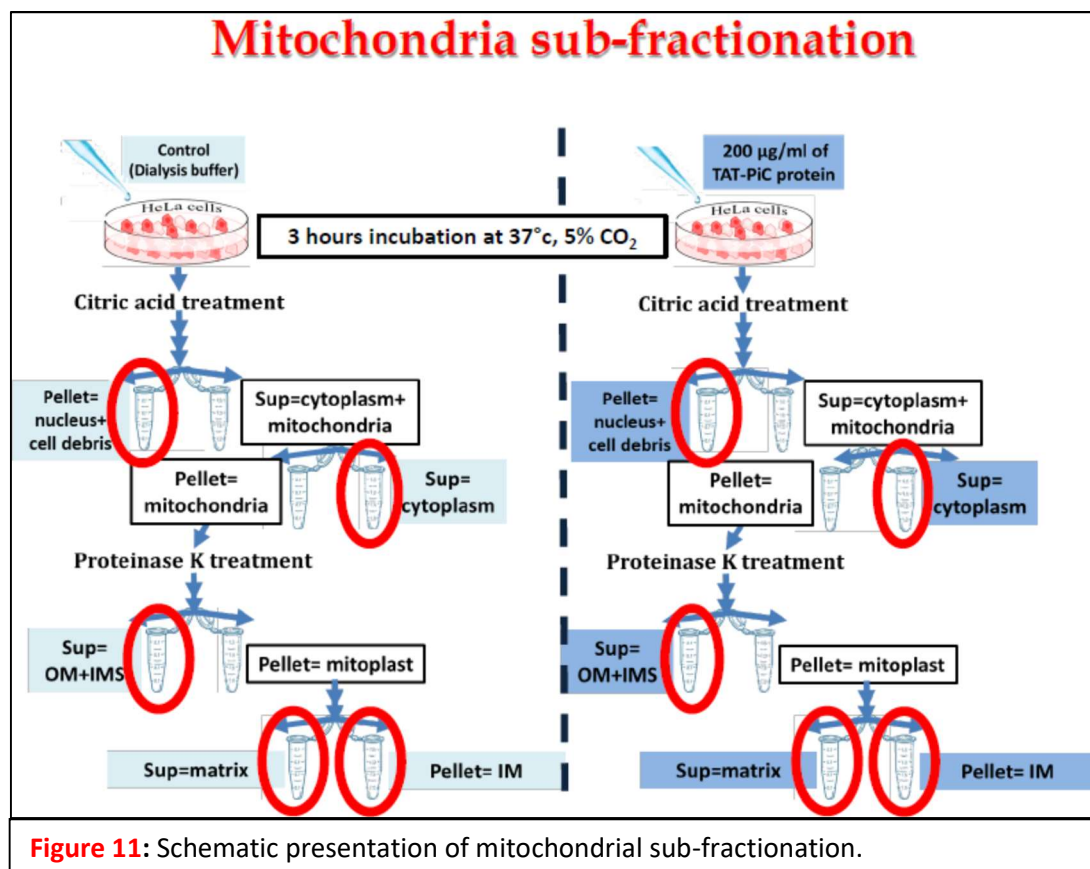 Mitochondria sub-fractionation
Control
(Dialysis buffer)
200 µg/ml of
TAT-PiC protein
HeLa cells
HeLa cells
3 hours incubation at 37°c, 5% CO₂
Citric acid treatment
Citric acid treatment
Pellet=
nucleus+
cell debris
Sup=cytoplasm+
mitochondria
Pellet=
nucleus+
cell debris
Sup=cytoplasm+
mitochondria
Pellet=
mitochondria
Sup=
cytoplasm
Pellet=
mitochondria
Sup=
cytoplasm
Proteinase K treatment
Proteinase K treatment
Sup=
OM+IMS
Pellet= mitoplast
Sup=
OM+IMS
Pellet= mitoplast
Sup=matrix
Pellet= IM
Sup=matrix
Pellet= IM
Figure 11: Schematic presentation of mitochondrial sub-fractionation.